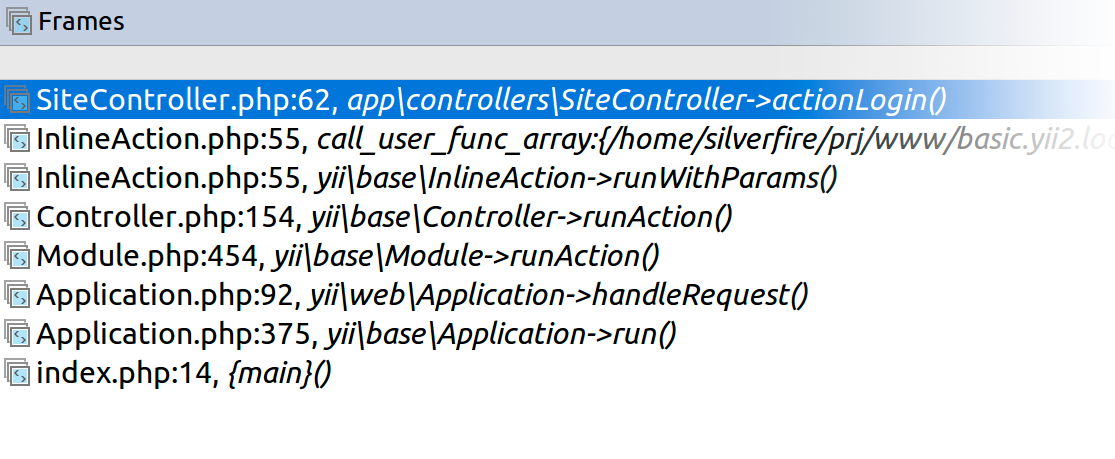 Frames
SiteController.php:62, app\controllers\SiteController->actionLogin()
InlineAction.php:55, call_user_func_array:{/home/silverfire/prj/www/basic.yii2.loc
InlineAction.php:55, yii\base\InlineAction->runWithParams()
Controller.php:154, yii\base\Controller->runAction()
Module.php:454, yii\base\Module->runAction()
Application.php:92, yii\web\Application->handleRequest()
Application.php:375, yii\base\Application->run()
index.php:14, {main}()